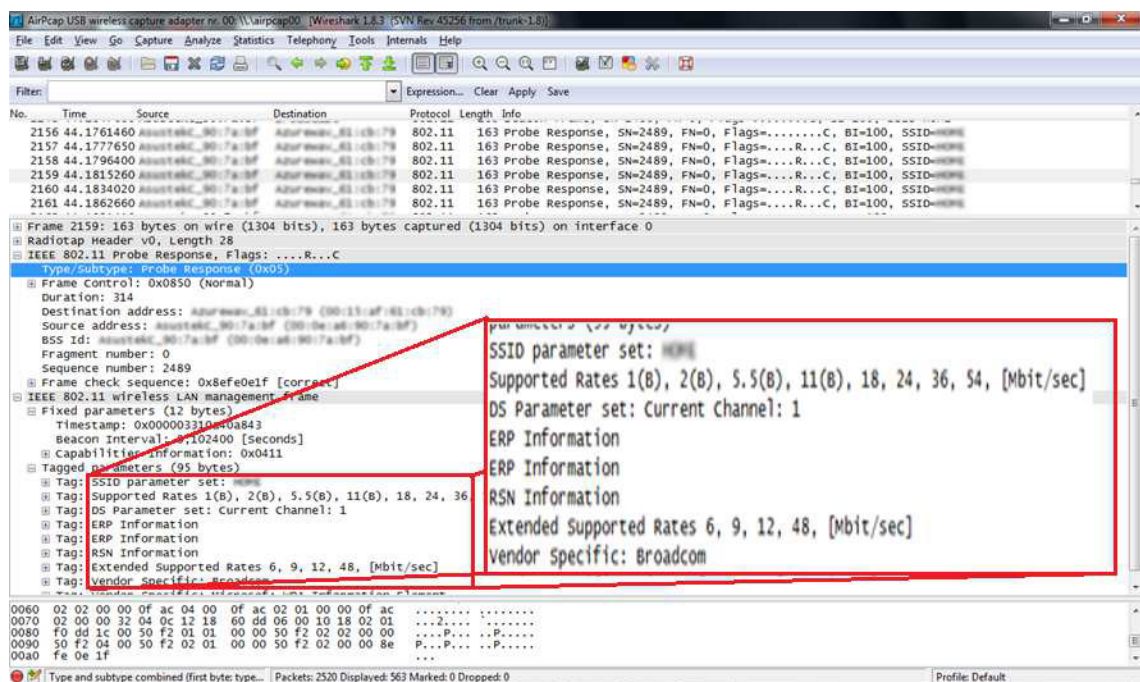 AirPcap USB wireless capture adapter nr. 00: \\.\airpcap00 [Wireshark 1.8.3 (SVN Rev 45256 from /trunk-1.8)]
File Edit View Go Capture Analyze Statistics Telephony Tools Internals Help
Filter: Expression... Clear Apply Save
No. Time Source Destination Protocol Length Info
2156 44.1761460 802.11 163 Probe Response, SN=2489, FN=0, Flags=........C, BI=100, SSID=
2157 44.1777650 802.11 163 Probe Response, SN=2489, FN=0, Flags=....R...C, BI=100, SSID=
2158 44.1796400 802.11 163 Probe Response, SN=2489, FN=0, Flags=....R...C, BI=100, SSID=
2159 44.1815260 802.11 163 Probe Response, SN=2489, FN=0, Flags=....R...C, BI=100, SSID=
2160 44.1834020 802.11 163 Probe Response, SN=2489, FN=0, Flags=....R...C, BI=100, SSID=
2161 44.1862660 802.11 163 Probe Response, SN=2489, FN=0, Flags=....R...C, BI=100, SSID=
Frame 2159: 163 bytes on wire (1304 bits), 163 bytes captured (1304 bits) on interface 0
Radiotap Header v0, Length 28
IEEE 802.11 Probe Response, Flags: ....R...C
Type/Subtype: Probe Response (0x05)
Frame Control: 0x0850 (Normal)
Duration: 314
Destination address:
Source address:
BSS Id:
Fragment number: 0
Sequence number: 2489
Frame check sequence: 0x8efe0e1f [correct]
IEEE 802.11 wireless LAN management frame
Fixed parameters (12 bytes)
Timestamp:
Beacon Interval: 0,102400 [Seconds]
Capabilities Information: 0x0411
Tagged parameters (95 bytes)
Tag: SSID parameter set:
Tag: Supported Rates 1(B), 2(B), 5.5(B), 11(B), 18, 24, 36,
Tag: DS Parameter set: Current Channel: 1
Tag: ERP Information
Tag: ERP Information
Tag: RSN Information
Tag: Extended Supported Rates 6, 9, 12, 48, [Mbit/sec]
Tag: Vendor Specific: Broadcom
SSID parameter set:
Supported Rates 1(B), 2(B), 5.5(B), 11(B), 18, 24, 36, 54, [Mbit/sec]
DS Parameter set: Current Channel: 1
ERP Information
ERP Information
RSN Information
Extended Supported Rates 6, 9, 12, 48, [Mbit/sec]
Vendor Specific: Broadcom
0060 02 02 00 00 0f ac 04 00 0f ac 02 01 00 00 0f ac ........ ........
0070 02 00 00 32 04 0c 12 18 60 dd 06 00 10 18 02 01 ...2.... `.......
0080 f0 dd 1c 00 50 f2 01 01 00 00 50 f2 02 02 00 00 ....P... ..P.....
0090 50 f2 04 00 50 f2 02 01 00 00 50 f2 02 00 00 8e P...P... ..P.....
00a0 fe 0e 1f ...
Type and subtype combined (first byte: type... Packets: 2520 Displayed: 563 Marked: 0 Dropped: 0 Profile: Default